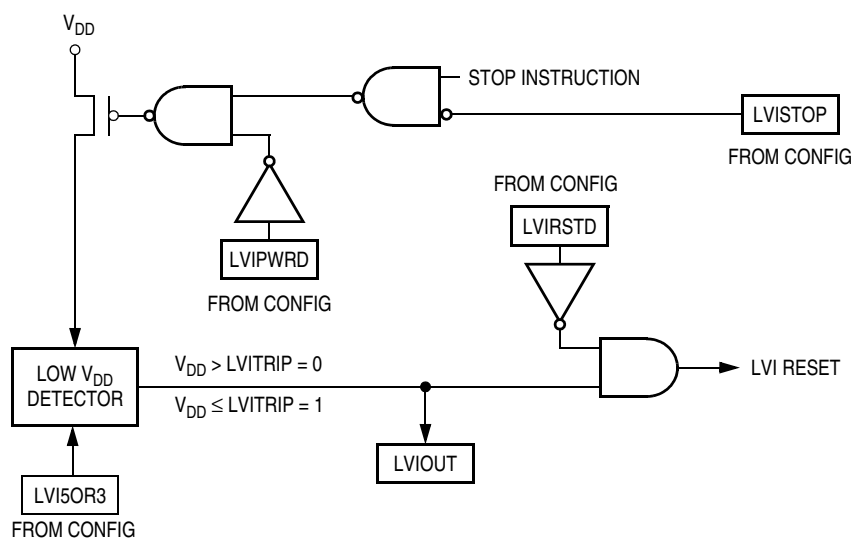 VDD
STOP INSTRUCTION
LVISTOP
FROM CONFIG
FROM CONFIG
LVIRSTD
LVIPWRD
FROM CONFIG
LOW VDD
DETECTOR
VDD > LVITRIP = 0
VDD ≤ LVITRIP = 1
LVI RESET
LVIOUT
LVI5OR3
FROM CONFIG